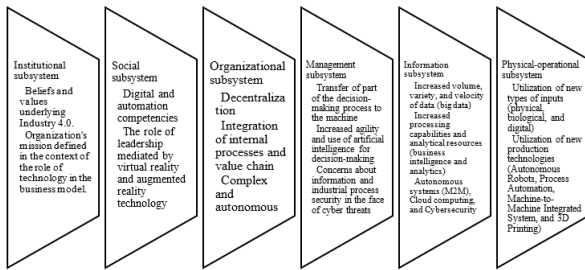 Institutional
subsystem
Beliefs and
values
underlying
Industry 4.0.
Organization's
mission defined
in the context of
the role of
technology in the
business model.
Social
subsystem
Digital and
automation
competencies
The role of
leadership
mediated by
virtual reality
and augmented
reality
technology
Organizational
subsystem
Decentraliza
tion
Integration
of internal
processes and
value chain
Complex
and
autonomous
Management
subsystem
Transfer of part
of the decision-
making process to
the machine
Increased agility
and use of artificial
intelligence for
decision-making
Concerns about
information and
industrial process
security in the
face of cyber threats
Information
subsystem
Increased volume,
variety, and velocity
of data (big data)
Increased
processing
capabilities and
analytical resources
(business
intelligence and
analytics)
Autonomous
systems (M2M),
Cloud computing,
and Cybersecurity
Physical-operational
subsystem
Utilization of new
types of inputs
(physical,
biological, and
digital)
Utilization of new
production
technologies
(Autonomous
Robots, Process
Automation,
Machine-to-
Machine Integrated
System, and 3D
Printing)